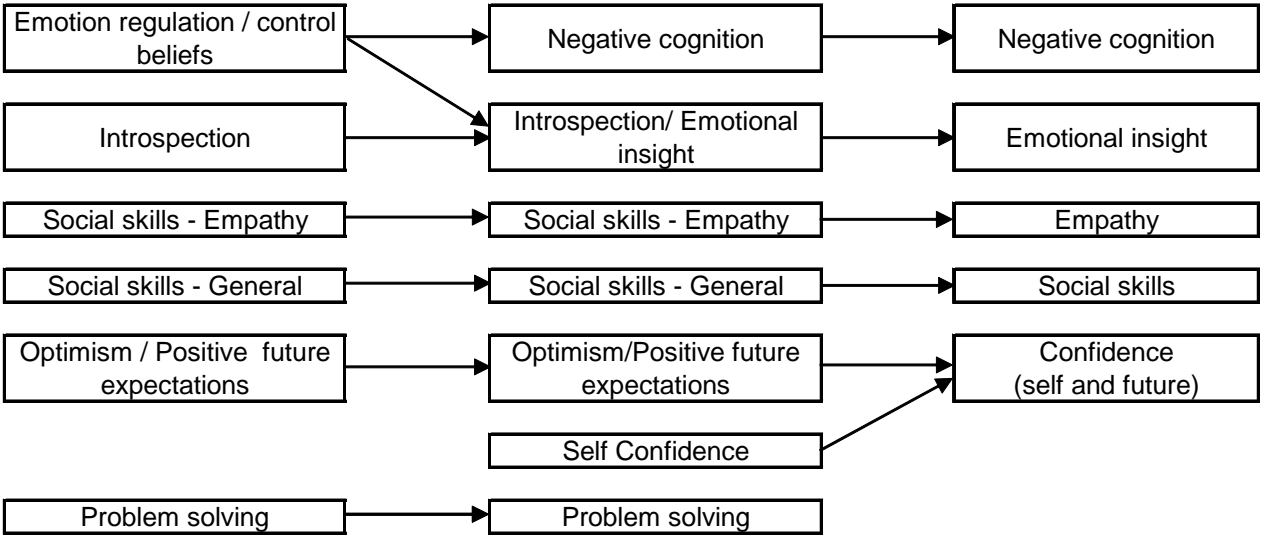 Emotion regulation / control
beliefs
Negative cognition
Negative cognition
Introspection
Introspection/ Emotional
insight
Emotional insight
Social skills - Empathy
Social skills - Empathy
Empathy
Social skills - General
Social skills - General
Social skills
Optimism / Positive  future
expectations
Optimism/Positive future
expectations
Confidence
(self and future)
Self Confidence
Problem solving
Problem solving